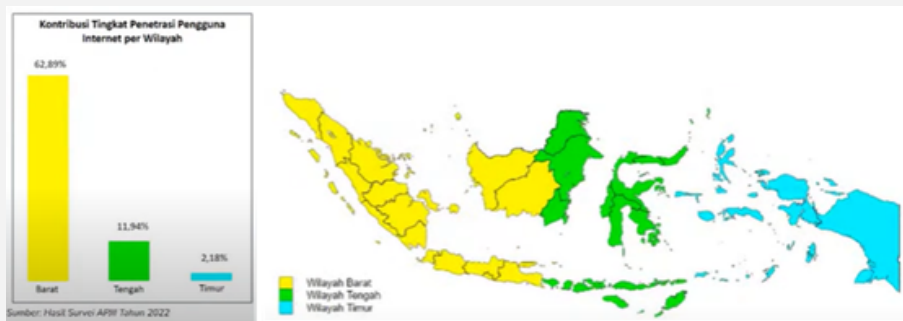 Kontribusi Tingkat Penetrasi Pengguna
Internet per Wilayah
62,89%
11,94%
2,18%
Barat
Tengah
Timur
Sumber: Hasil Survei APJII Tahun 2022
Wilayah Barat
Wilayah Tengah
Wilayah Timur